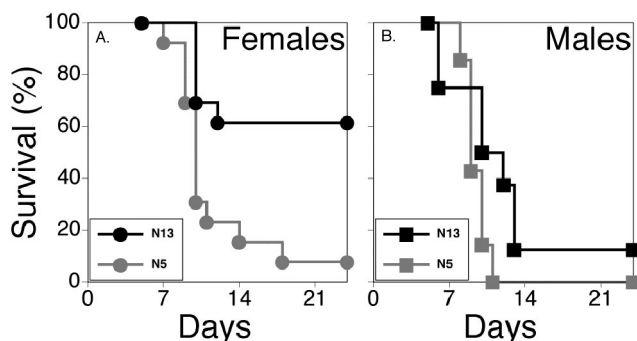 A. Females
B. Males
Survival (%)
100
80
60
40
20
0
N13
N5
N13
N5
0 7 14 21
0 7 14 21
Days
Days